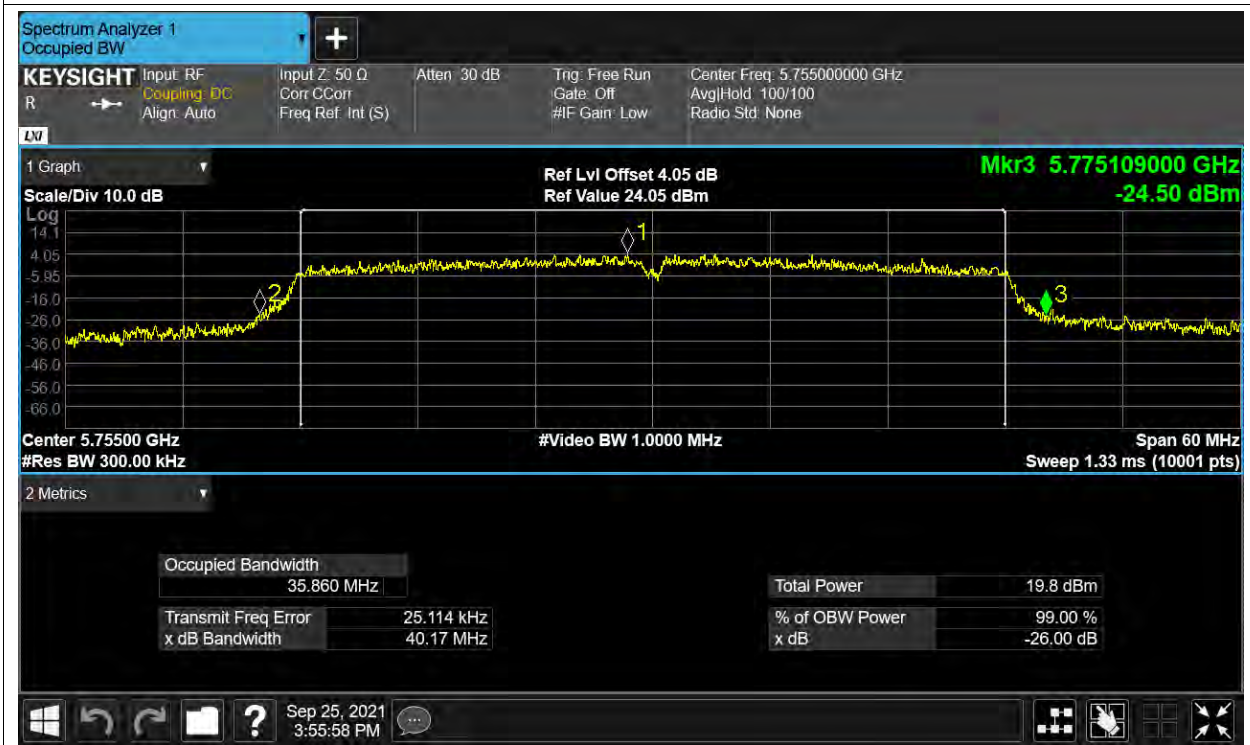 Spectrum Analyzer 1
Occupied BW
+
KEYSIGHT Input: RF Input Z: 50 Ω Atten: 30 dB Trig: Free Run Center Freq: 5.755000000 GHz
R Coupling: DC Corr CCorr Gate: Off Avg|Hold: 100/100
Align: Auto Freq Ref: Int (S) #IF Gain: Low Radio Std: None
LXI
1 Graph Ref Lvl Offset 4.05 dB Mkr3 5.775109000 GHz
Scale/Div 10.0 dB Ref Value 24.05 dBm -24.50 dBm
Log
14.1
4.05
-5.95
-16.0
-26.0
-36.0
-46.0
-56.0
-66.0
1
2
3
Center 5.75500 GHz #Video BW 1.0000 MHz Span 60 MHz
#Res BW 300.00 kHz Sweep 1.33 ms (10001 pts)
2 Metrics
Occupied Bandwidth
35.860 MHz Total Power 19.8 dBm
Transmit Freq Error 25.114 kHz % of OBW Power 99.00 %
x dB Bandwidth 40.17 MHz x dB -26.00 dB
? Sep 25, 2021
3:55:58 PM